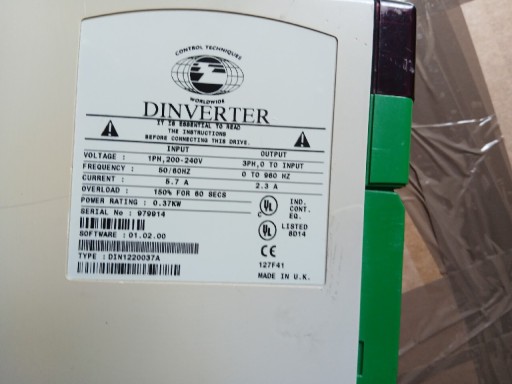 CONTROL TECHNIQUES
WORLDWIDE
DINVERTER
IT IS ESSENTIAL TO READ
THE INSTRUCTIONS
BEFORE CONNECTING THIS DRIVE.
INPUT OUTPUT
VOLTAGE : 1PH,200-240V 3PH,0 TO INPUT
FREQUENCY : 50/60HZ 0 TO 960 HZ
CURRENT : 5.7 A 2.3 A
OVERLOAD : 150% FOR 60 SECS
POWER RATING : 0.37KW
SERIAL No : 979914
SOFTWARE : 01.02.00
TYPE : DIN1220037A
UL IND.
CONT.
EQ.
UL LISTED
8D14
CE
127F41
MADE IN U.K.